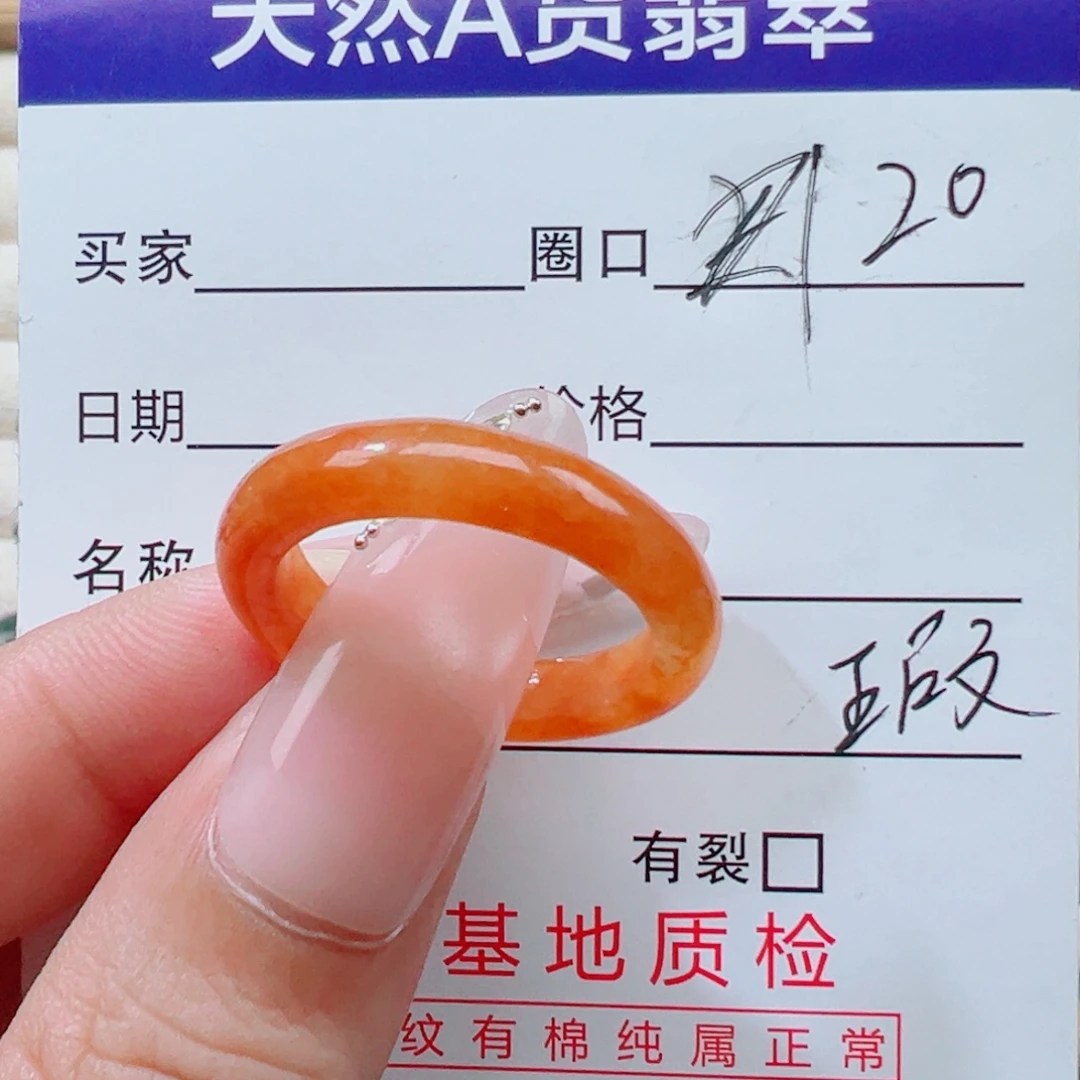 天然A货翡翠
买家 圈口 20
日期 价格
名称
瑕
有裂
基地质检
纹有棉纯属正常